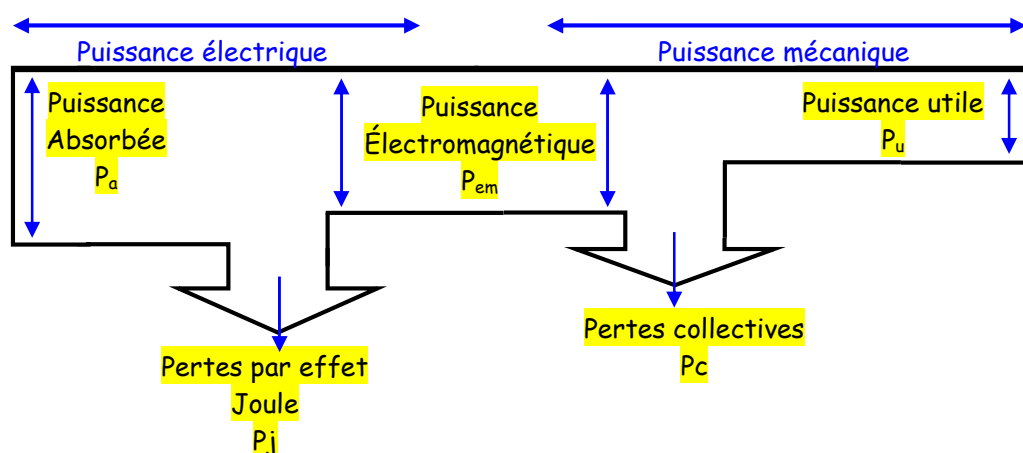 Puissance électrique
Puissance mécanique
Puissance
Absorbée
Pa
Puissance
Électromagnétique
Pem
Puissance utile
Pu
Pertes par effet
Joule
Pj
Pertes collectives
Pc